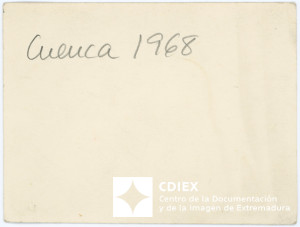 Cuenca 1968
CDIEX
Centro de la Documentación
y de la Imagen de Extremadura